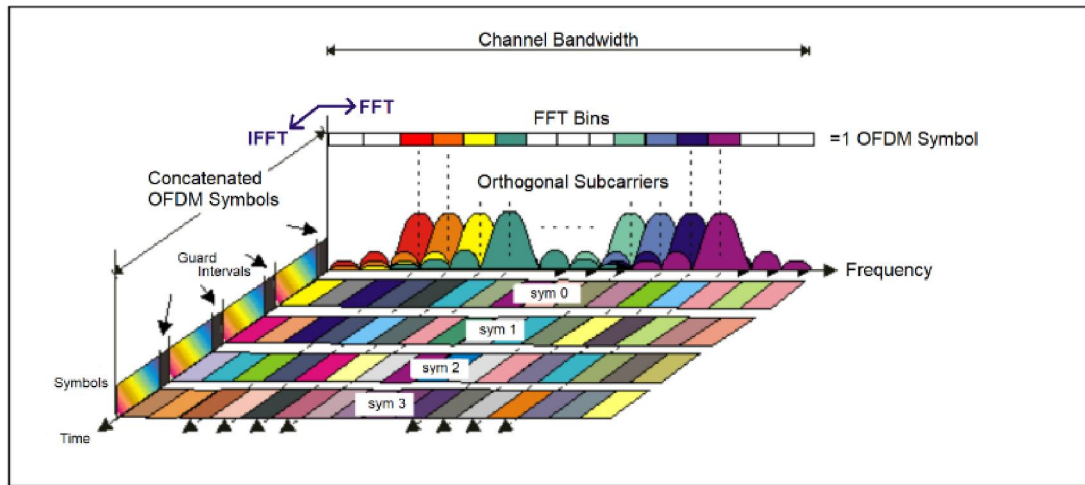 Channel Bandwidth
FFT
IFFT
FFT Bins
=1 OFDM Symbol
Concatenated
OFDM Symbols
Orthogonal Subcarriers
Guard
Intervals
Frequency
sym 0
sym 1
sym 2
sym 3
Symbols
Time